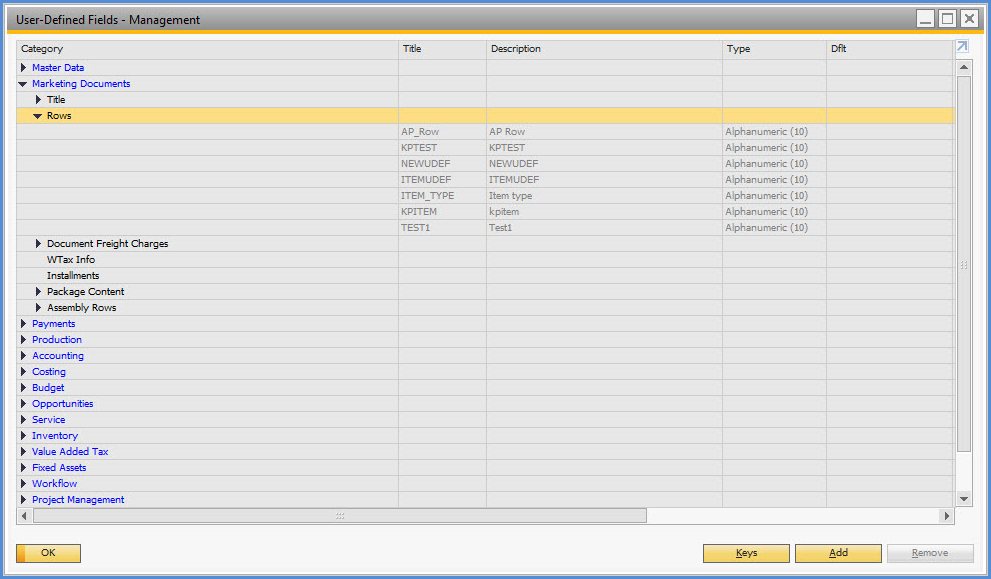 User-Defined Fields - Management
Category Title Description Type Dflt
Master Data
Marketing Documents
Title
Rows
AP_Row AP Row Alphanumeric (10)
KPTEST KPTEST Alphanumeric (10)
NEWUDEF NEWUDEF Alphanumeric (10)
ITEMUDEF ITEMUDEF Alphanumeric (10)
ITEM_TYPE Item type Alphanumeric (10)
KPITEM kpitem Alphanumeric (10)
TEST1 Test1 Alphanumeric (10)
Document Freight Charges
WTax Info
Installments
Package Content
Assembly Rows
Payments
Production
Accounting
Costing
Budget
Opportunities
Service
Inventory
Value Added Tax
Fixed Assets
Workflow
Project Management
OK Keys Add Remove